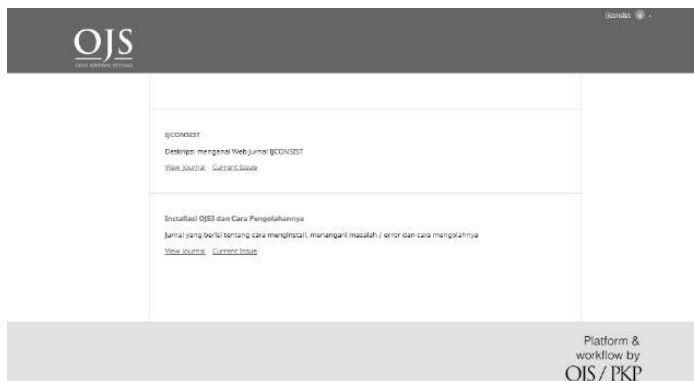 ijconsist
OJS
OPEN JOURNAL SYSTEMS
IJCONSIST
Deskripsi mengenai Web Jurnal IJCONSIST
View Journal Current Issue
Installasi OJS3 dan Cara Pengolahannya
Jurnal yang berisi tentang cara menginstall, menangani masalah / error dan cara mengolahnya
View Journal Current Issue
Platform &
workflow by
OJS / PKP